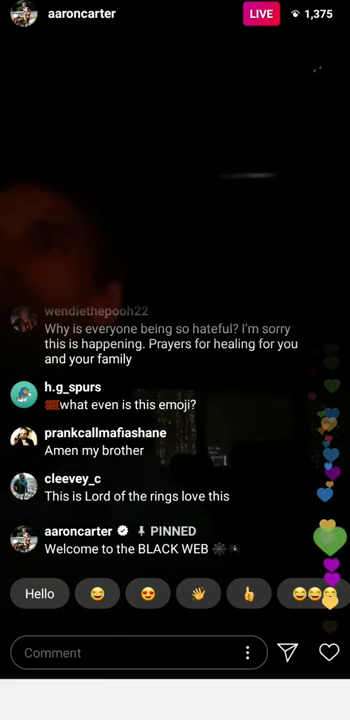 aaroncarter
LIVE
1,375
wendiethepooh22
Why is everyone being so hateful? I'm sorry
this is happening. Prayers for healing for you
and your family
h.g_spurs
🧱what even is this emoji?
prankcallmafiashane
Amen my brother
cleevey_c
This is Lord of the rings love this
aaroncarter PINNED
Welcome to the BLACK WEB 🕸️🕷️
Hello 😂 😍 👋 👍 😂😂😂
Comment